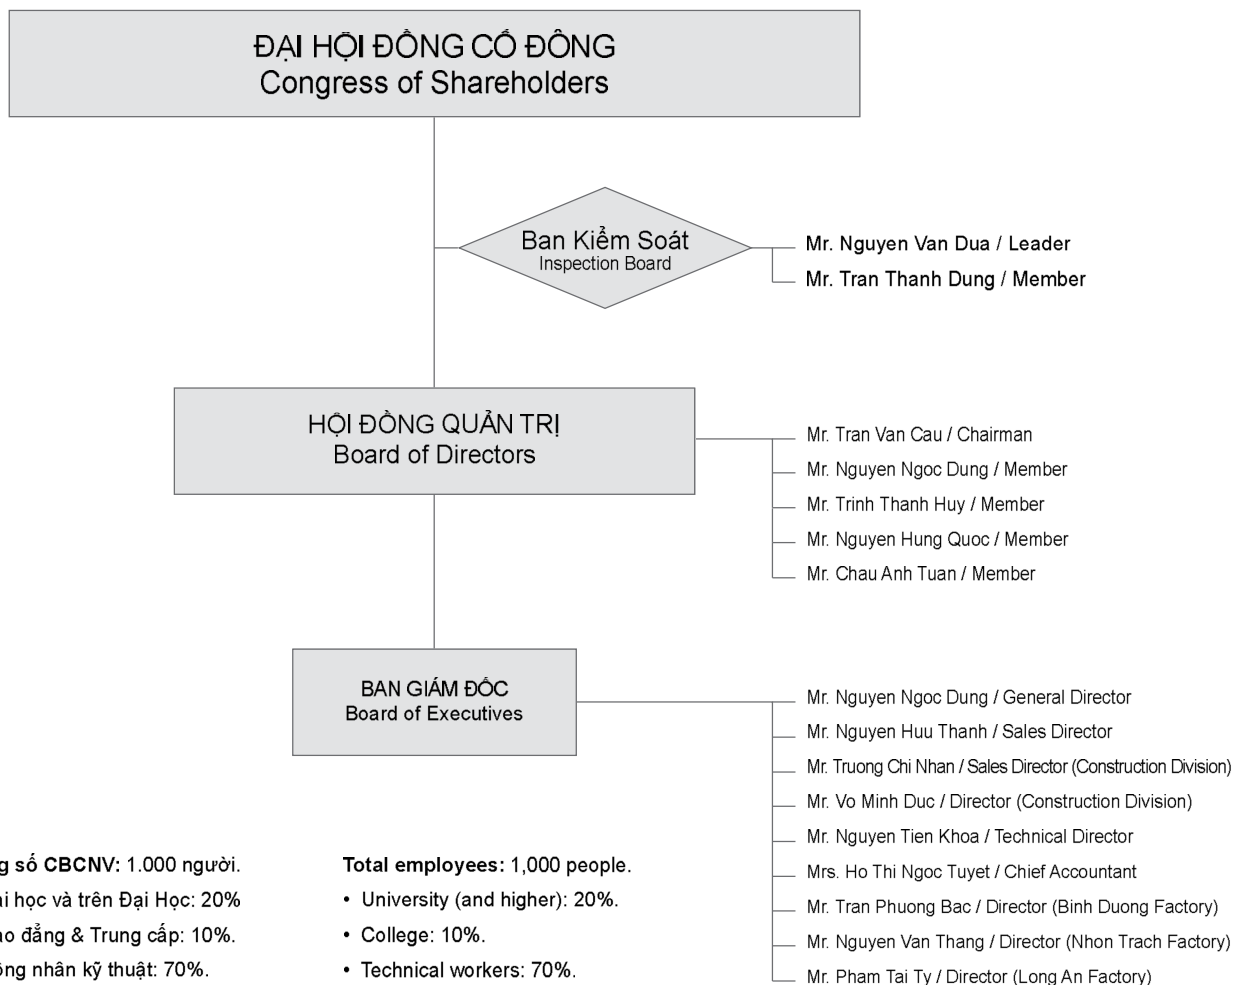 ĐẠI HỘI ĐỒNG CỔ ĐÔNG
Congress of Shareholders
Ban Kiểm Soát
Inspection Board
Mr. Nguyen Van Dua / Leader
Mr. Tran Thanh Dung / Member
HỘI ĐỒNG QUẢN TRỊ
Board of Directors
Mr. Tran Van Cau / Chairman
Mr. Nguyen Ngoc Dung / Member
Mr. Trinh Thanh Huy / Member
Mr. Nguyen Hung Quoc / Member
Mr. Chau Anh Tuan / Member
BAN GIÁM ĐỐC
Board of Executives
Mr. Nguyen Ngoc Dung / General Director
Mr. Nguyen Huu Thanh / Sales Director
Mr. Truong Chi Nhan / Sales Director (Construction Division)
Mr. Vo Minh Duc / Director (Construction Division)
Mr. Nguyen Tien Khoa / Technical Director
Mrs. Ho Thi Ngoc Tuyet / Chief Accountant
Mr. Tran Phuong Bac / Director (Binh Duong Factory)
Mr. Nguyen Van Thang / Director (Nhon Trach Factory)
Mr. Pham Tai Ty / Director (Long An Factory)
số CBCNV: 1.000 người.
học và trên Đại Học: 20%
đẳng & Trung cấp: 10%.
nhân kỹ thuật: 70%.
Total employees: 1,000 people.
• University (and higher): 20%.
• College: 10%.
• Technical workers: 70%.